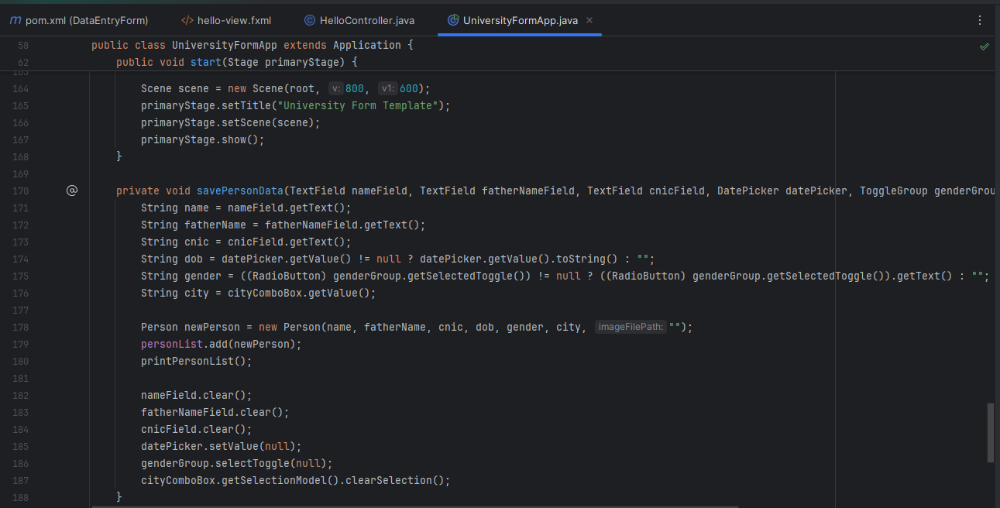 m pom.xml (DataEntryForm) </> hello-view.fxml © HelloController.java © UniversityFormApp.java ×
58 public class UniversityFormApp extends Application {
62 public void start(Stage primaryStage) {
163
164 Scene scene = new Scene(root, v: 800, v1: 600);
165 primaryStage.setTitle("University Form Template");
166 primaryStage.setScene(scene);
167 primaryStage.show();
168 }
169
170 @ private void savePersonData(TextField nameField, TextField fatherNameField, TextField cnicField, DatePicker datePicker, ToggleGroup genderGrou
171 String name = nameField.getText();
172 String fatherName = fatherNameField.getText();
173 String cnic = cnicField.getText();
174 String dob = datePicker.getValue() != null ? datePicker.getValue().toString() : "";
175 String gender = ((RadioButton) genderGroup.getSelectedToggle()) != null ? ((RadioButton) genderGroup.getSelectedToggle()).getText() : "";
176 String city = cityComboBox.getValue();
177
178 Person newPerson = new Person(name, fatherName, cnic, dob, gender, city, imageFilePath: "");
179 personList.add(newPerson);
180 printPersonList();
181
182 nameField.clear();
183 fatherNameField.clear();
184 cnicField.clear();
185 datePicker.setValue(null);
186 genderGroup.selectToggle(null);
187 cityComboBox.getSelectionModel().clearSelection();
188 }